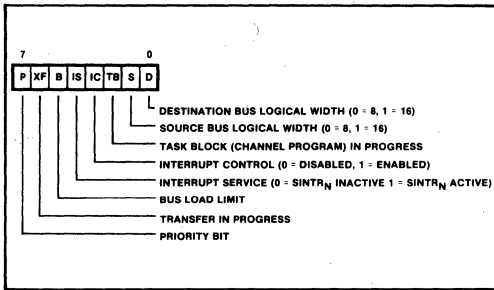 7 0
P XF B IS IC TB S D
DESTINATION BUS LOGICAL WIDTH (0 = 8, 1 = 16)
SOURCE BUS LOGICAL WIDTH (0 = 8, 1 = 16)
TASK BLOCK (CHANNEL PROGRAM) IN PROGRESS
INTERRUPT CONTROL (0 = DISABLED, 1 = ENABLED)
INTERRUPT SERVICE (0 = SINTRN INACTIVE 1 = SINTRN ACTIVE)
BUS LOAD LIMIT
TRANSFER IN PROGRESS
PRIORITY BIT